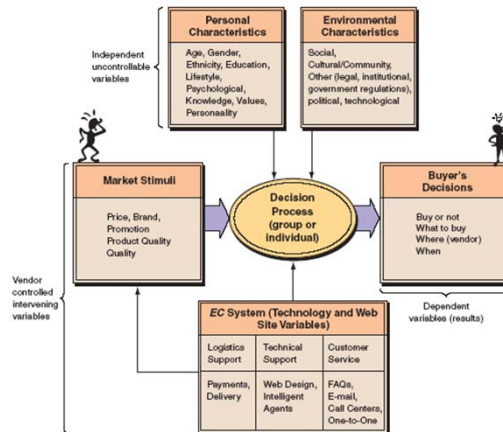 Personal
Characteristics
Age, Gender,
Ethnicity, Education,
Lifestyle,
Psychological,
Knowledge, Values,
Personaality
Environmental
Characteristics
Social,
Cultural/Community,
Other (legal, institutional,
government regulations),
political, technological
Independent
uncontrollable
variables
Market Stimuli
Price, Brand,
Promotion
Product Quality
Quality
Decision
Process
(group or
individual)
Buyer's
Decisions
Buy or not
What to buy
Where (vendor)
When
Vendor
controlled
intervening
variables
Dependent
variables (results)
EC System (Technology and Web
Site Variables)
Logistics
Support
Technical
Support
Customer
Service
Payments,
Delivery
Web Design,
Intelligent
Agents
FAQs,
E-mail,
Call Centers,
One-to-One